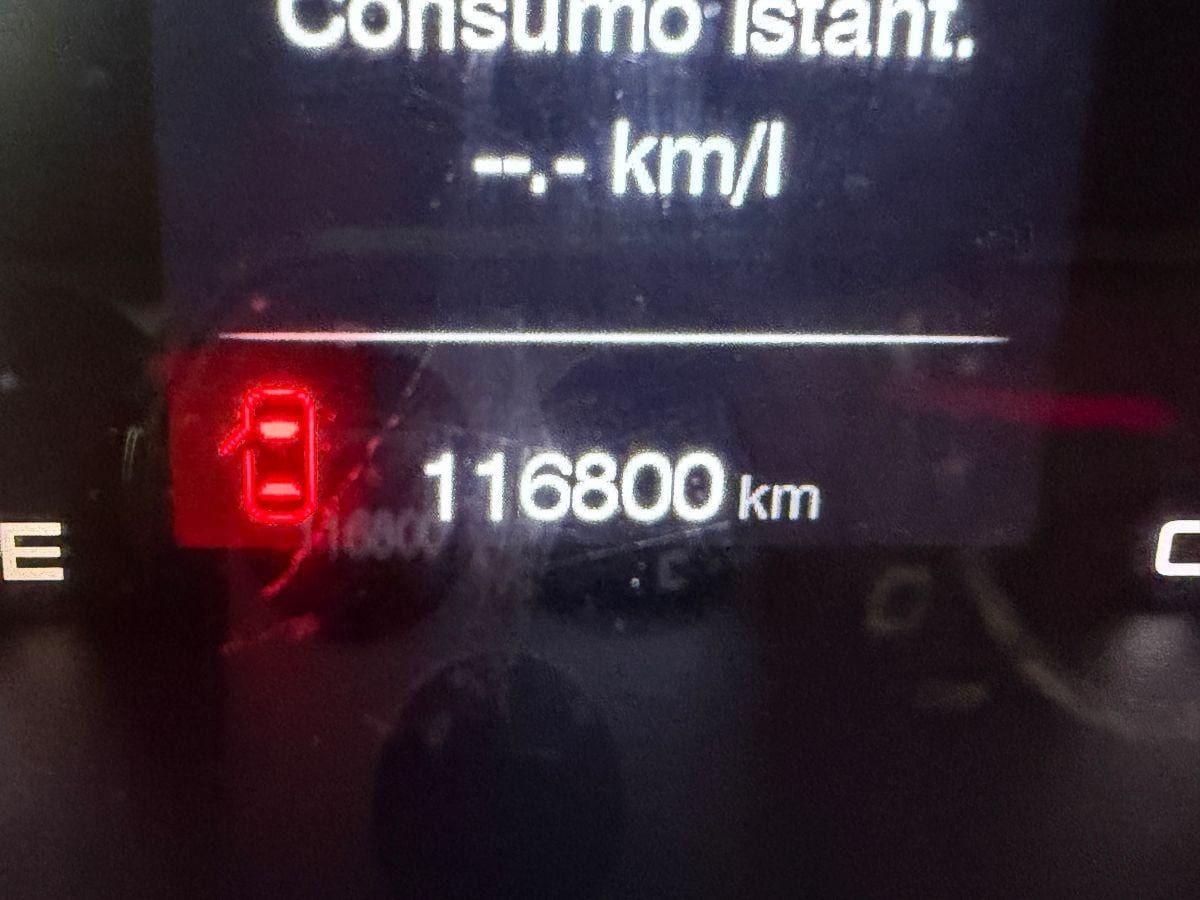 Consumo istant.
--.- km/l
116800 km
E
C